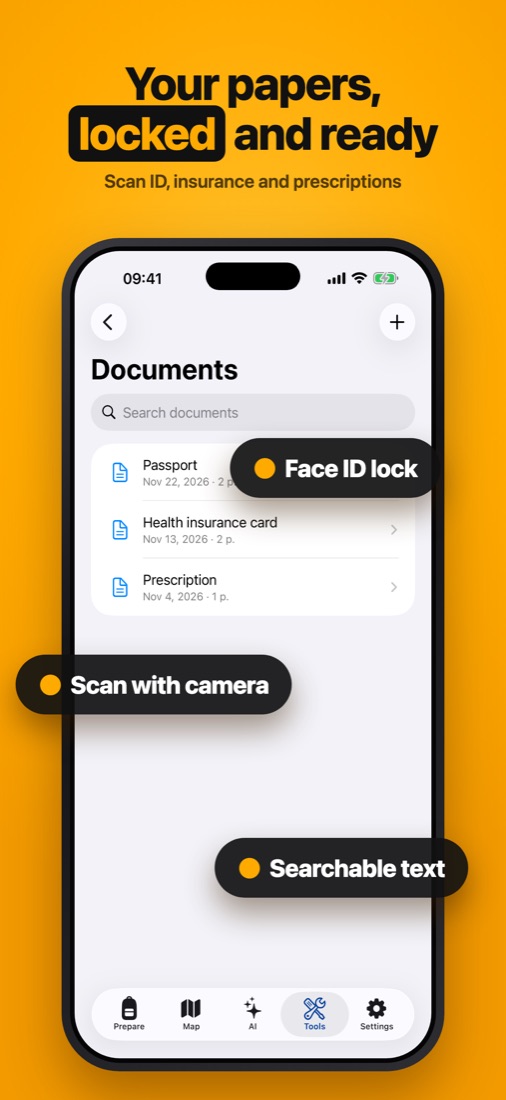 Your papers,
locked and ready
Scan ID, insurance and prescriptions
09:41
Documents
Search documents
Passport
Nov 22, 2026 · 2 p
Face ID lock
Health insurance card
Nov 13, 2026 · 2 p.
Prescription
Nov 4, 2026 · 1 p.
Scan with camera
Searchable text
Prepare
Map
AI
Tools
Settings